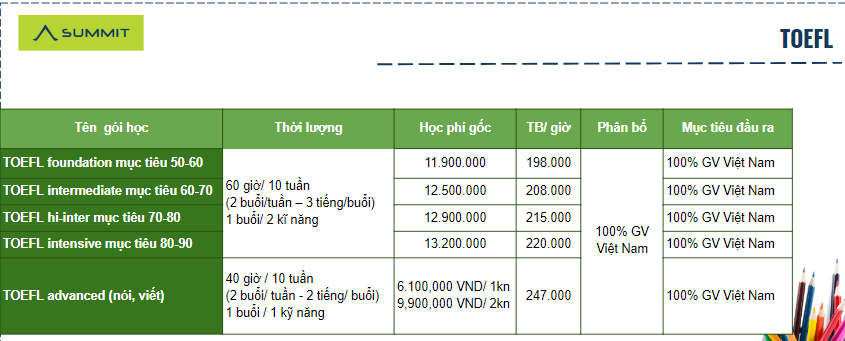 SUMMIT
TOEFL
Tên gói học Thời lượng Học phí gốc TB/ giờ Phân bổ Mục tiêu đầu ra
TOEFL foundation mục tiêu 50-60 11.900.000 198.000 100% GV Việt Nam
60 giờ/ 10 tuần
(2 buổi/tuần – 3 tiếng/buổi)
1 buổi/ 2 kĩ năng
TOEFL intermediate mục tiêu 60-70 12.500.000 208.000 100% GV Việt Nam
TOEFL hi-inter mục tiêu 70-80 12.900.000 215.000 100% GV Việt Nam
100% GV
Việt Nam
TOEFL intensive mục tiêu 80-90 13.200.000 220.000 100% GV Việt Nam
TOEFL advanced (nói, viết)
40 giờ / 10 tuần
(2 buổi/ tuần - 2 tiếng/ buổi)
1 buổi / 1 kỹ năng
6.100,000 VND/ 1kn
9,900,000 VND/ 2kn
247.000
100% GV Việt Nam